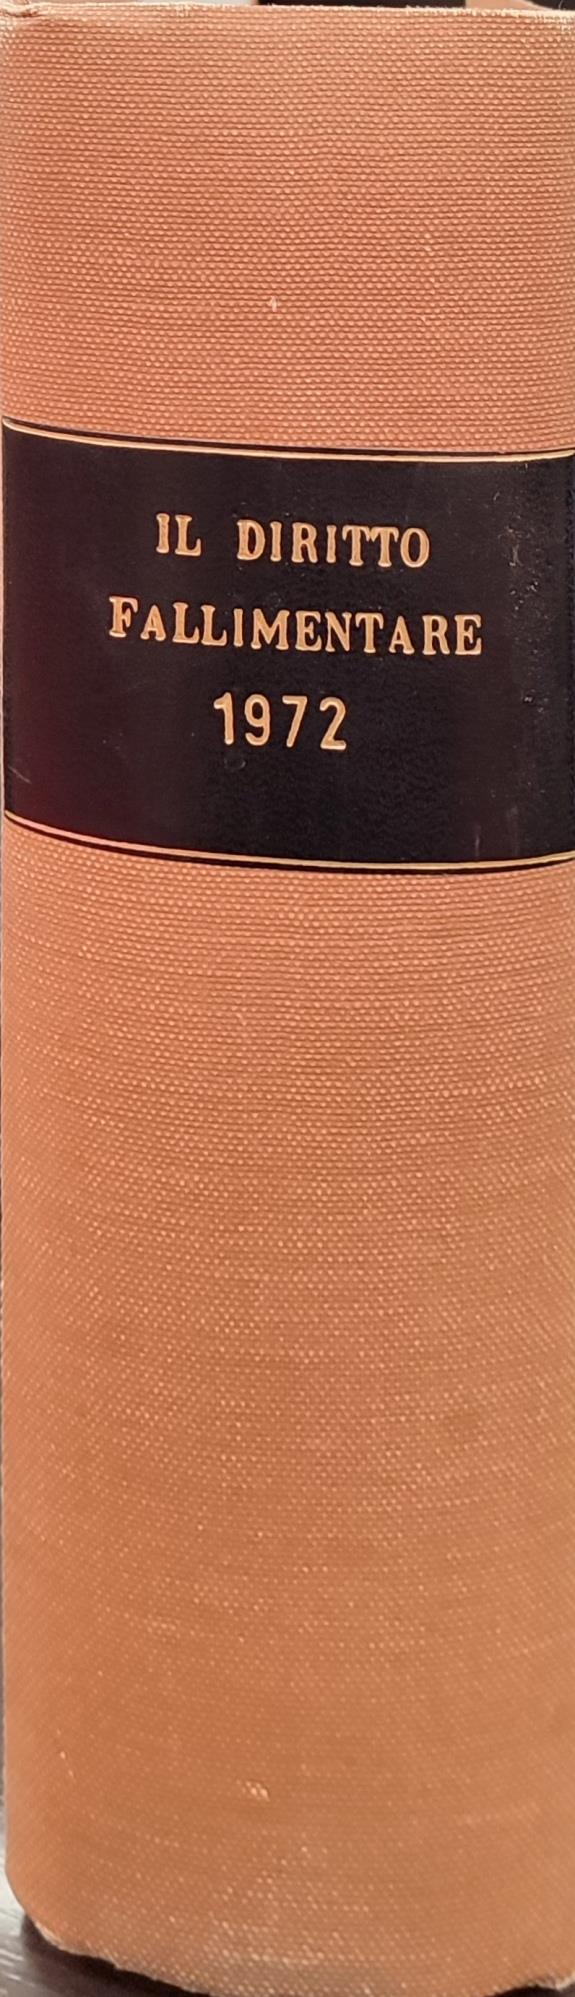 IL DIRITTO
FALLIMENTARE
1972